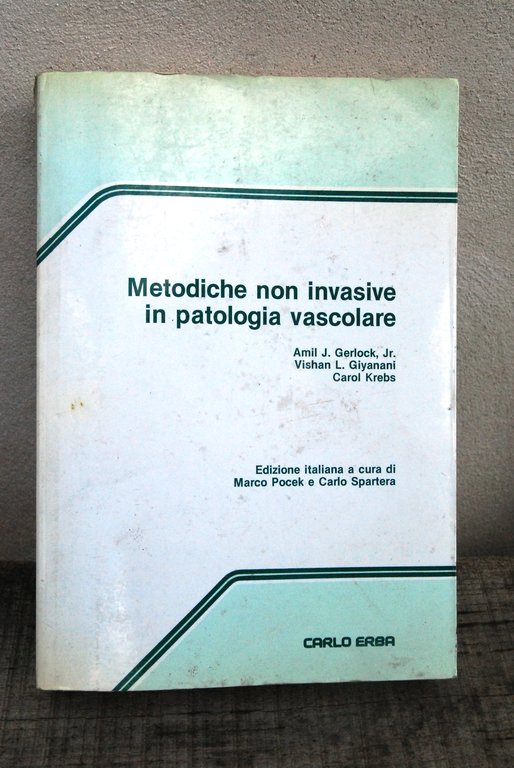 Metodiche non invasive
in patologia vascolare
Amil J. Gerlock, Jr.
Vishan L. Giyanani
Carol Krebs
Edizione italiana a cura di
Marco Pocek e Carlo Spartera
CARLO ERBA